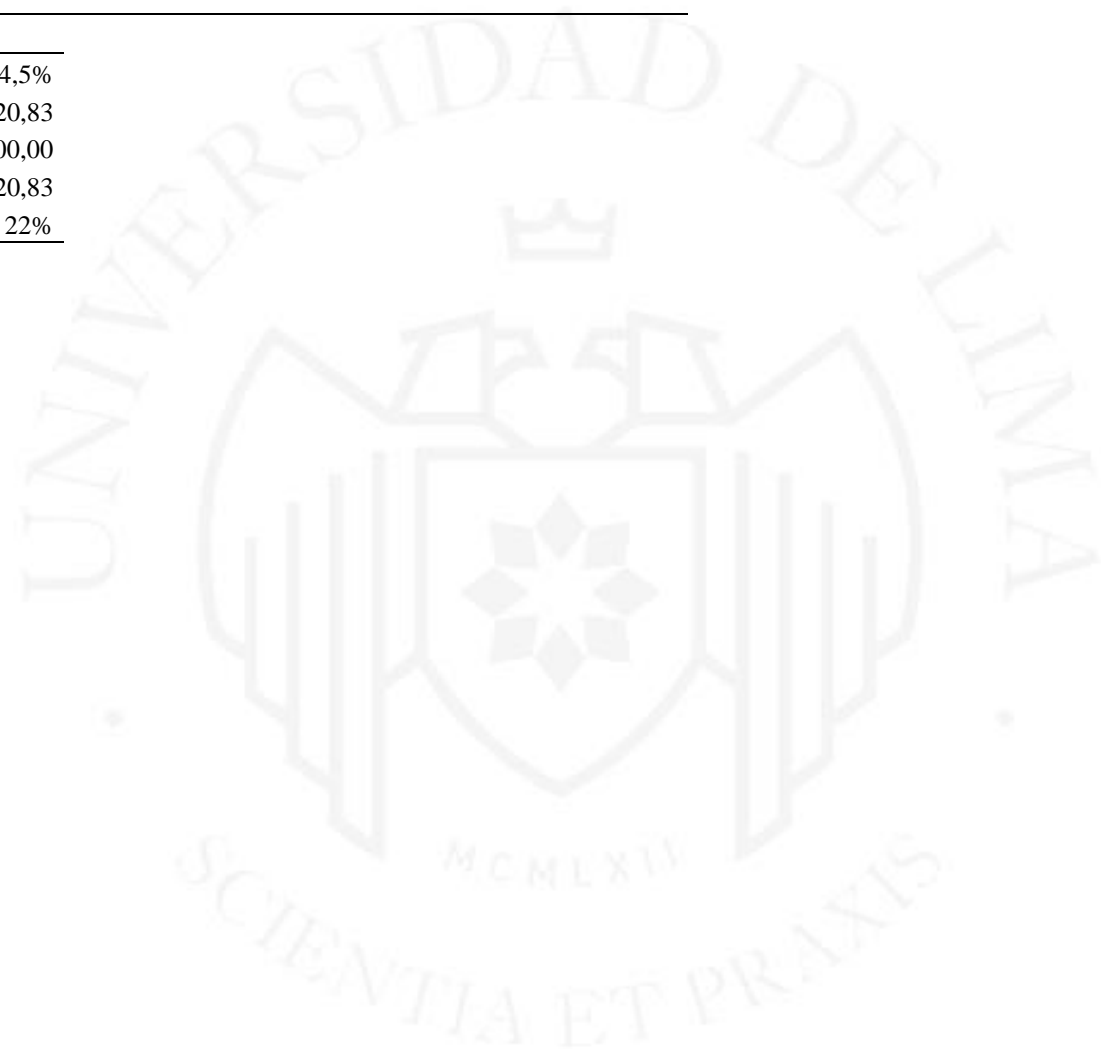 4,5%
20,83
00,00
20,83
22%
UNIVERSIDAD DE LIMA
MCMLXII
SCIENTIA ET PRAXIS